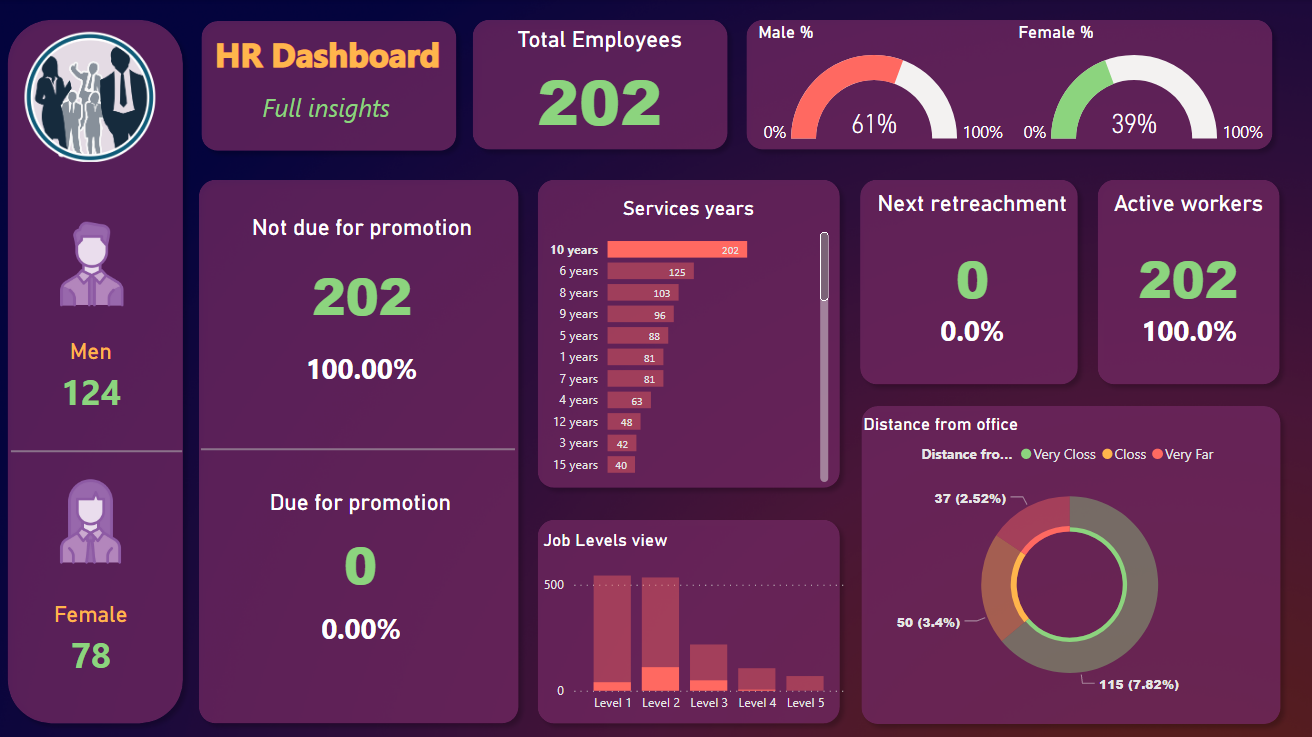 HR Dashboard
Full insights
Total Employees
202
Male %
0%
61%
100%
Female %
0%
39%
100%
Men
124
Female
78
Not due for promotion
202
100.00%
Due for promotion
0
0.00%
Services years
10 years 202
6 years 125
8 years 103
9 years 96
5 years 88
1 years 81
7 years 81
4 years 63
12 years 48
3 years 42
15 years 40
Job Levels view
500
0
Level 1 Level 2 Level 3 Level 4 Level 5
Next retreachment
0
0.0%
Active workers
202
100.0%
Distance from office
Distance fro... Very Closs Closs Very Far
37 (2.52%)
50 (3.4%)
115 (7.82%)